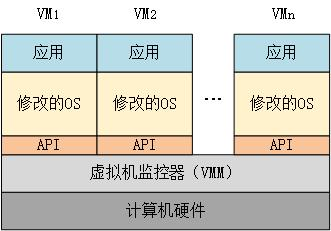 VM1 VM2 VMn
应用 应用 应用
修改的OS 修改的OS … 修改的OS
API API API
虚拟机监控器（VMM）
计算机硬件